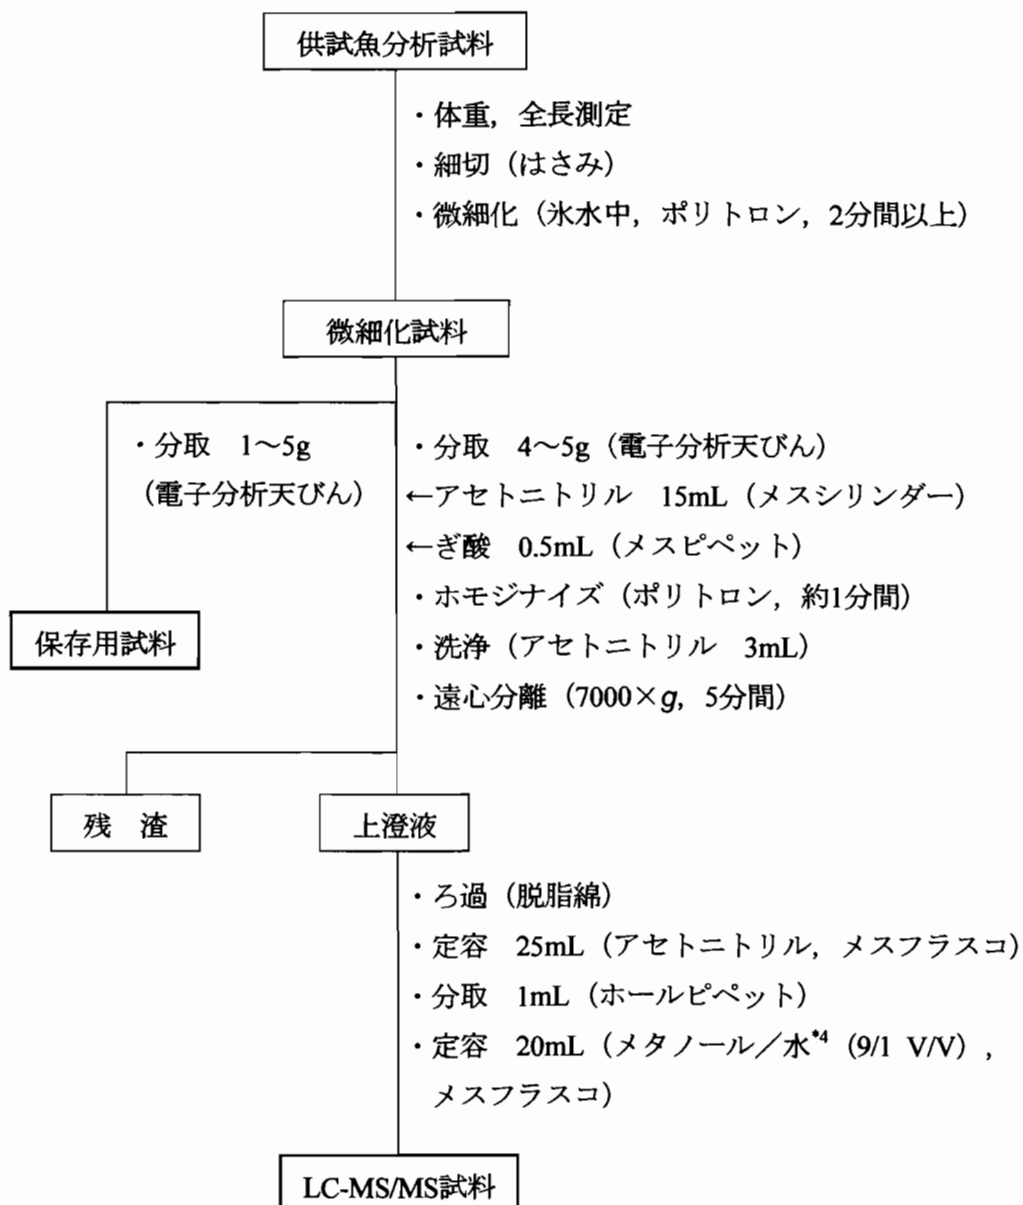 供試魚分析試料
・体重，全長測定
・細切（はさみ）
・微細化（氷水中，ポリトロン，2分間以上）
微細化試料
・分取　1～5g
（電子分析天びん）
・分取　4～5g（電子分析天びん）
←アセトニトリル　15mL（メスシリンダー）
←ぎ酸　0.5mL（メスピペット）
・ホモジナイズ（ポリトロン，約1分間）
・洗浄（アセトニトリル　3mL）
・遠心分離（7000×g，5分間）
保存用試料
残　渣
上澄液
・ろ過（脱脂綿）
・定容　25mL（アセトニトリル，メスフラスコ）
・分取　1mL（ホールピペット）
・定容　20mL（メタノール／水*4（9/1 V/V），
メスフラスコ）
LC-MS/MS試料